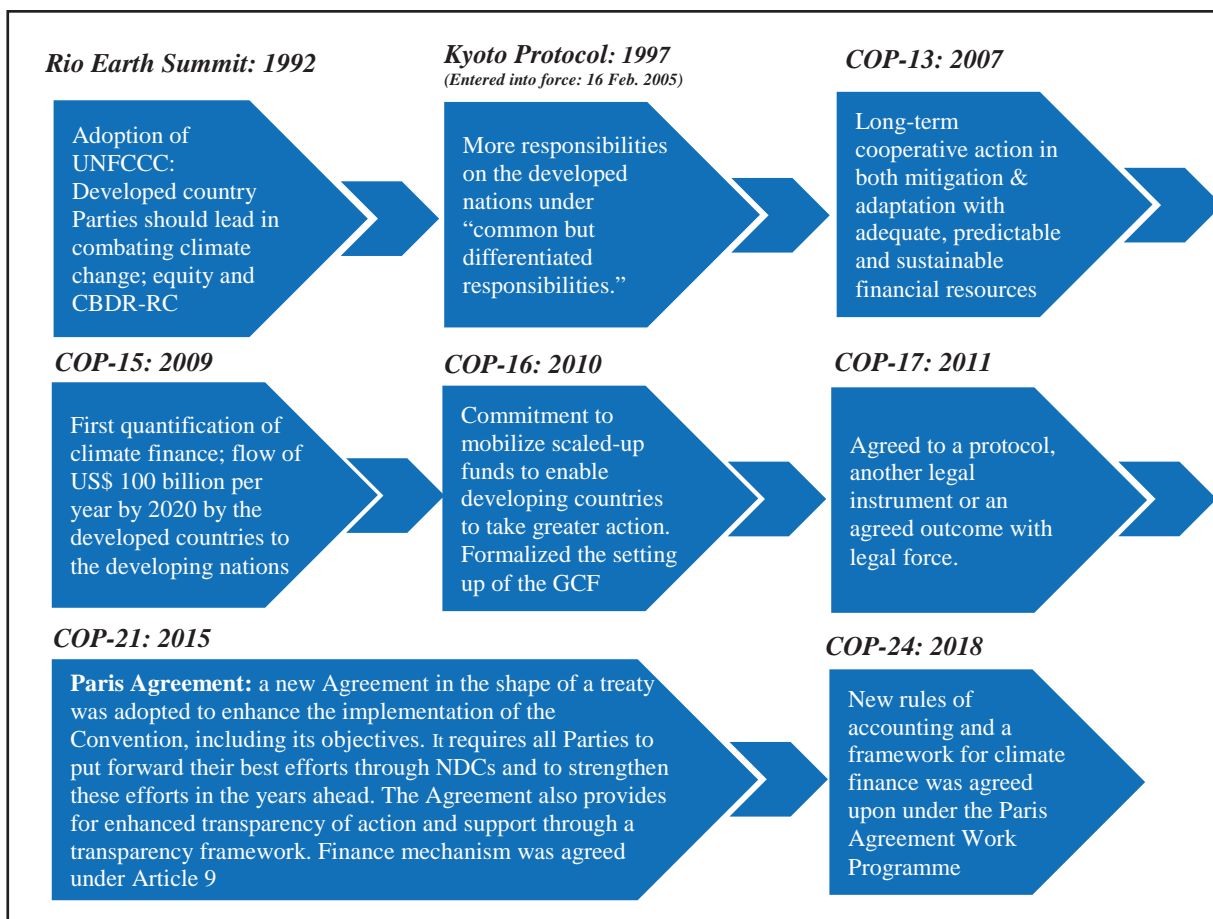 Rio Earth Summit: 1992
Adoption of
UNFCCC:
Developed country
Parties should lead in
combating climate
change; equity and
CBDR-RC
Kyoto Protocol: 1997
(Entered into force: 16 Feb. 2005)
More responsibilities
on the developed
nations under
“common but
differentiated
responsibilities.”
COP-13: 2007
Long-term
cooperative action in
both mitigation &
adaptation with
adequate, predictable
and sustainable
financial resources
COP-15: 2009
First quantification of
climate finance; flow of
US$ 100 billion per
year by 2020 by the
developed countries to
the developing nations
COP-16: 2010
Commitment to
mobilize scaled-up
funds to enable
developing countries
to take greater action.
Formalized the setting
up of the GCF
COP-17: 2011
Agreed to a protocol,
another legal
instrument or an
agreed outcome with
legal force.
COP-21: 2015
Paris Agreement: a new Agreement in the shape of a treaty
was adopted to enhance the implementation of the
Convention, including its objectives. It requires all Parties to
put forward their best efforts through NDCs and to strengthen
these efforts in the years ahead. The Agreement also provides
for enhanced transparency of action and support through a
transparency framework. Finance mechanism was agreed
under Article 9
COP-24: 2018
New rules of
accounting and a
framework for climate
finance was agreed
upon under the Paris
Agreement Work
Programme